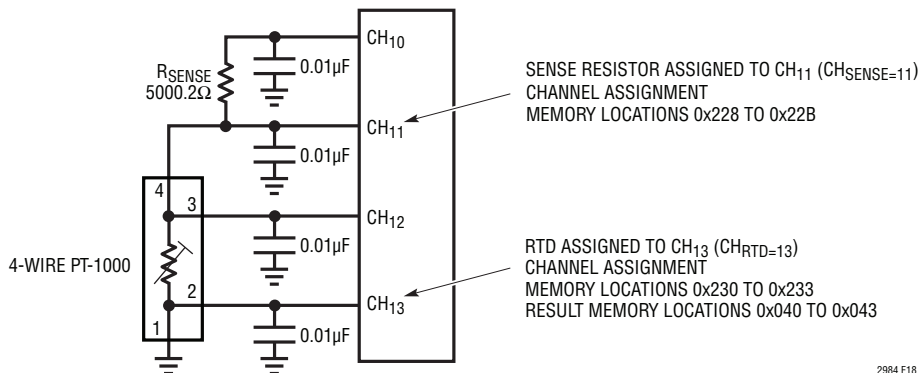 CH10
0.01µF
RSENSE
5000.2Ω
SENSE RESISTOR ASSIGNED TO CH11 (CHSENSE=11)
CHANNEL ASSIGNMENT
MEMORY LOCATIONS 0x228 TO 0x22B
CH11
0.01µF
4
3
CH12
0.01µF
4-WIRE PT-1000
2
1
CH13
0.01µF
RTD ASSIGNED TO CH13 (CHRTD=13)
CHANNEL ASSIGNMENT
MEMORY LOCATIONS 0x230 TO 0x233
RESULT MEMORY LOCATIONS 0x040 TO 0x043
2984 F18